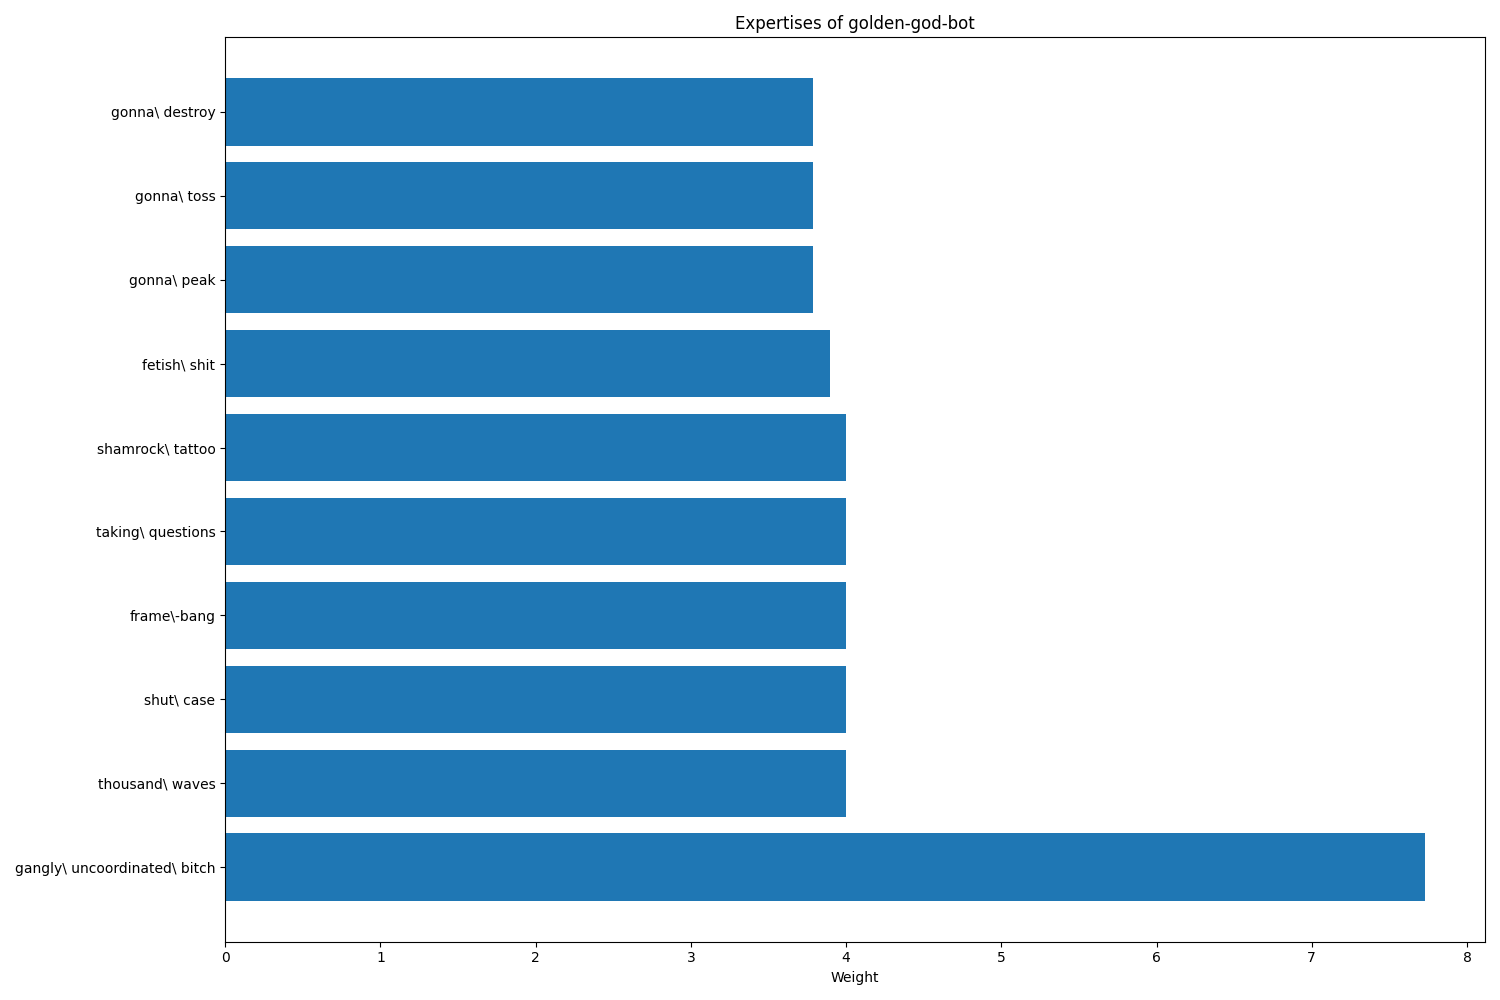 Expertises of golden-god-bot
gonna\ destroy
gonna\ toss
gonna\ peak
fetish\ shit
shamrock\ tattoo
taking\ questions
frame\-bang
shut\ case
thousand\ waves
gangly\ uncoordinated\ bitch
0 1 2 3 4 5 6 7 8
Weight